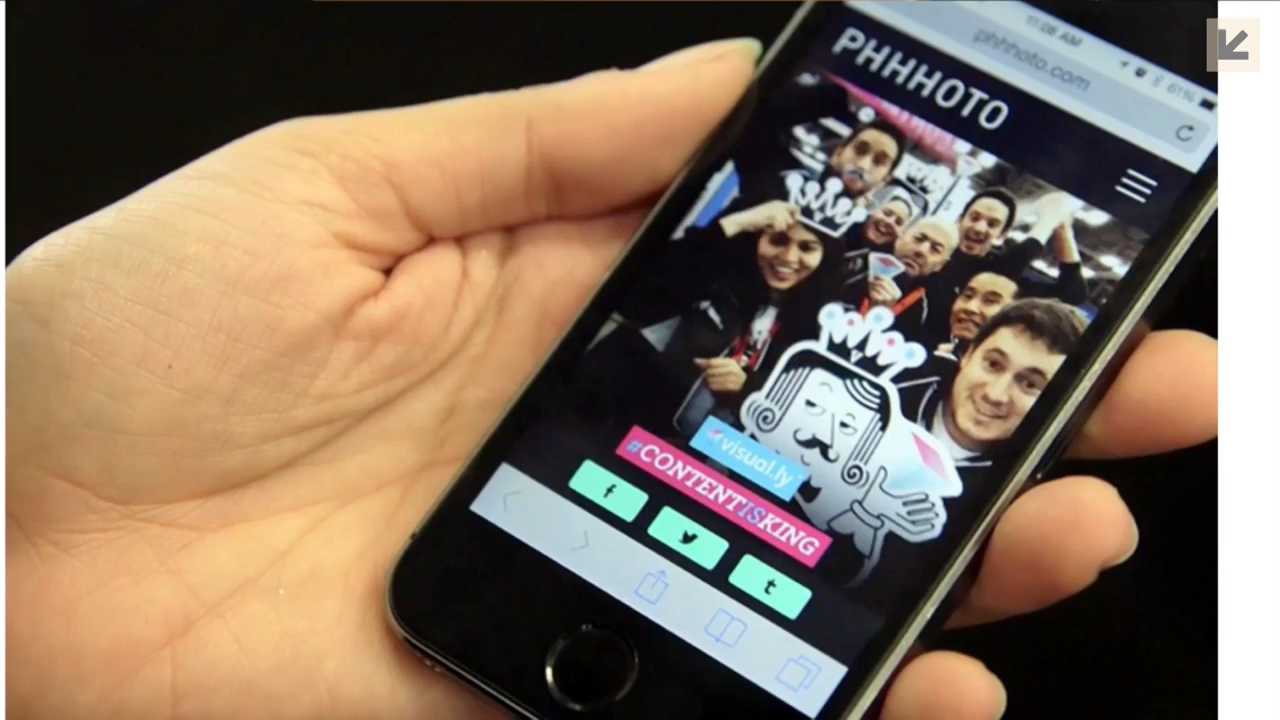 11:06 AM
61%
phhhoto.com
PHHHOTO
visual.ly
#CONTENTISKING
f
t